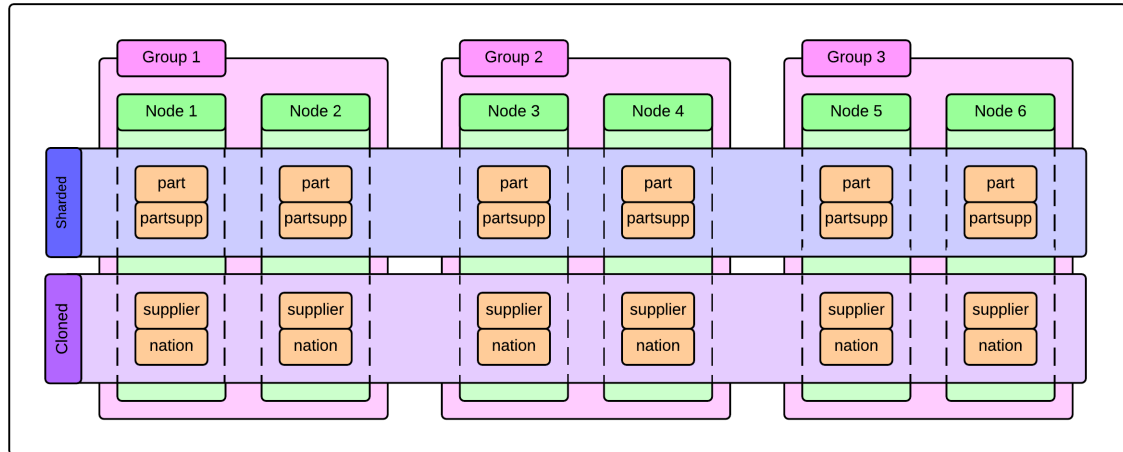 Group 1
Group 2
Group 3
Node 1
Node 2
Node 3
Node 4
Node 5
Node 6
Sharded
part
part
part
part
part
part
partsupp
partsupp
partsupp
partsupp
partsupp
partsupp
Cloned
supplier
supplier
supplier
supplier
supplier
supplier
nation
nation
nation
nation
nation
nation